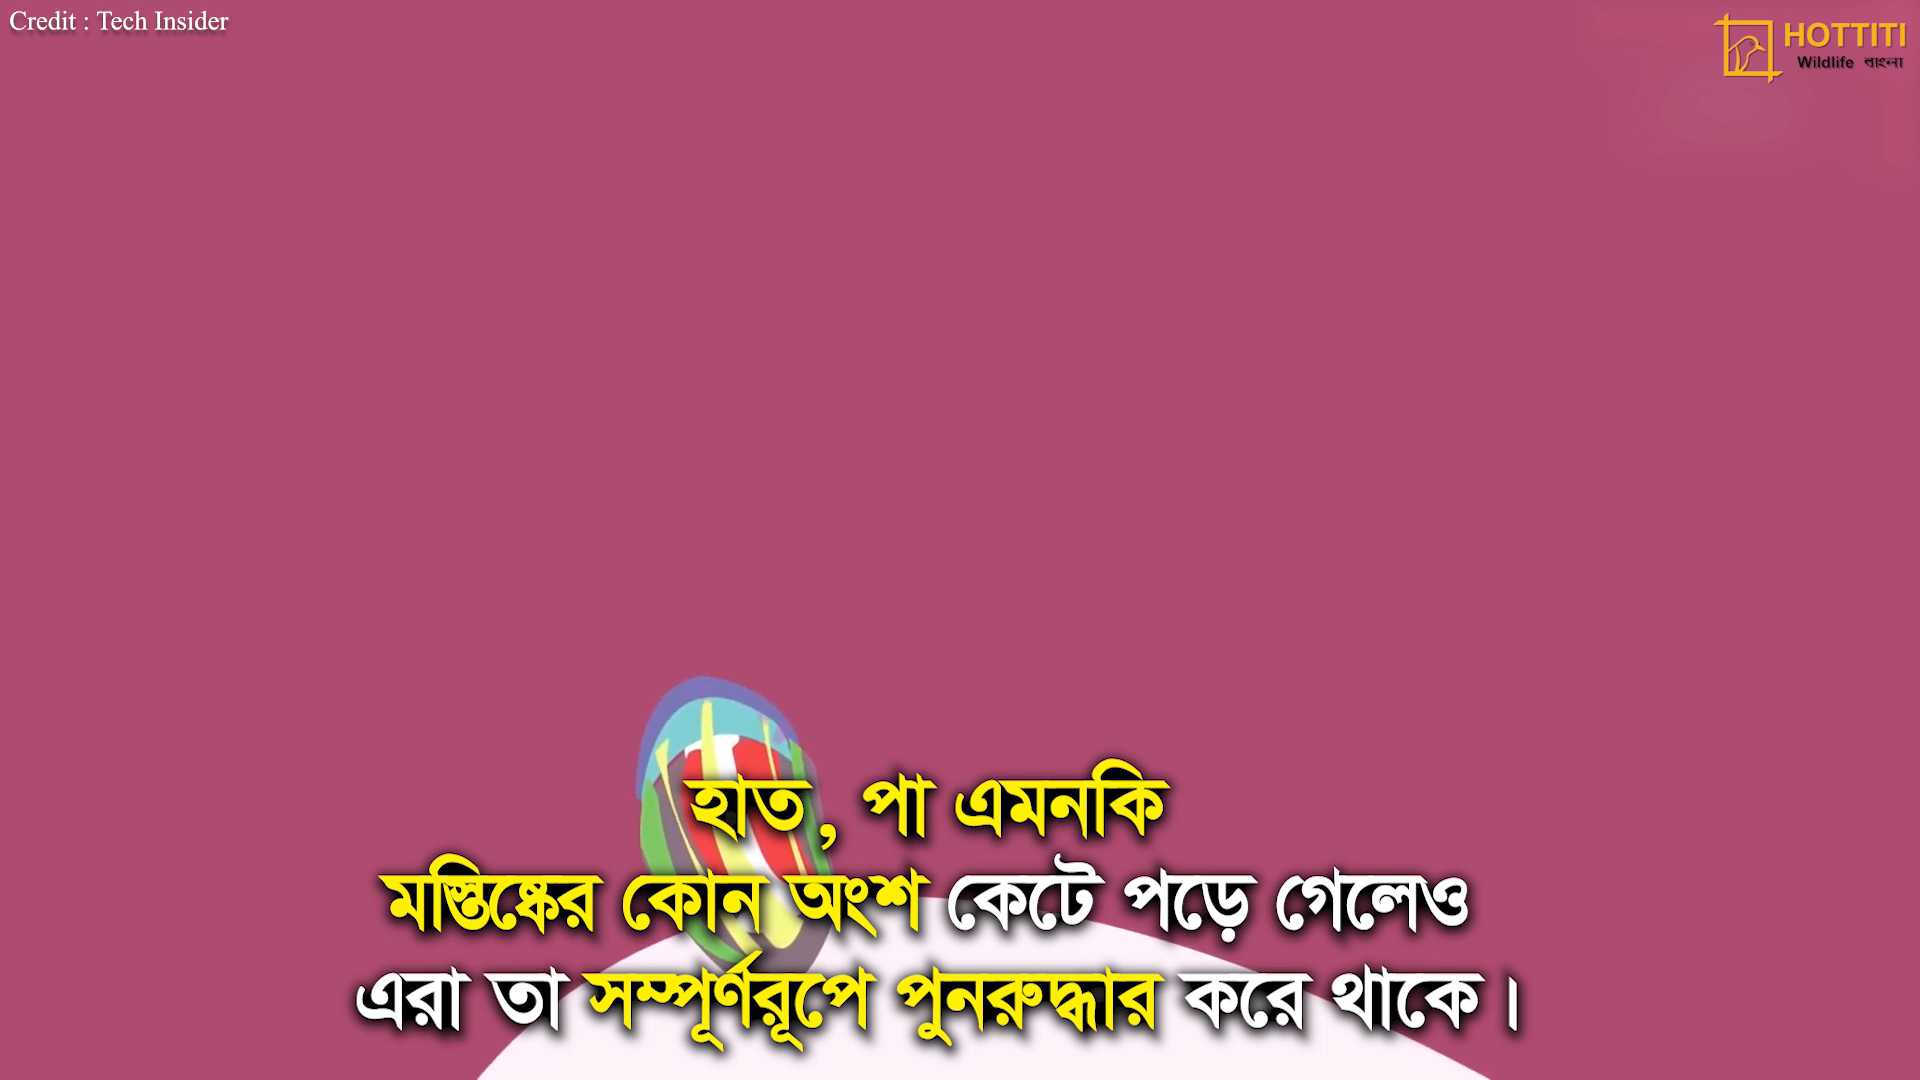 Credit : Tech Insider
HOTTITI
Wildlife বাংলা
হাত, পা এমনকি
মস্তিষ্কের কোন অংশ কেটে পড়ে গেলেও
এরা তা সম্পূর্ণরূপে পুনরুদ্ধার করে থাকে।